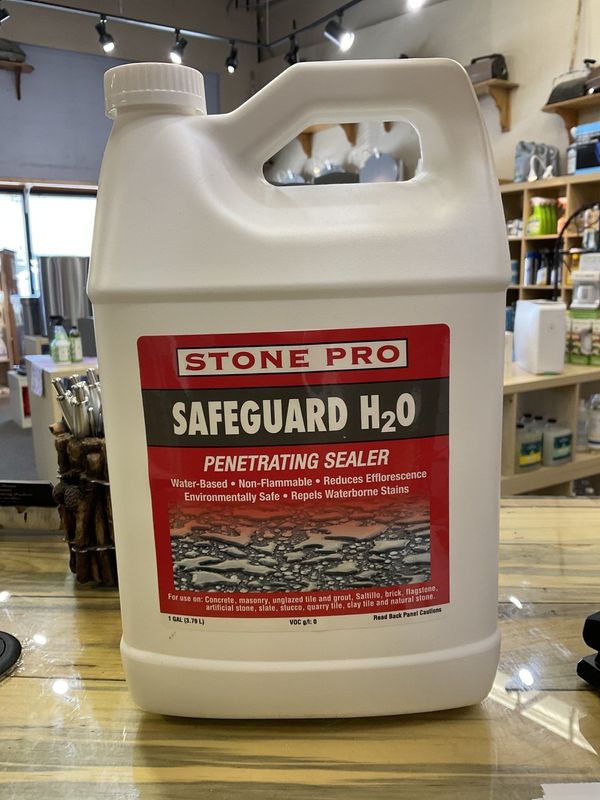 STONE PRO
SAFEGUARD H₂O
PENETRATING SEALER
Water-Based • Non-Flammable • Reduces Efflorescence
Environmentally Safe • Repels Waterborne Stains
For use on: Concrete, masonry, unglazed tile and grout, Saltillo, brick, flagstone,
artificial stone, slate, stucco, quarry tile, clay tile and natural stone.
1 GAL (3.79 L) VOC g/l: 0 Read Back Panel Cautions